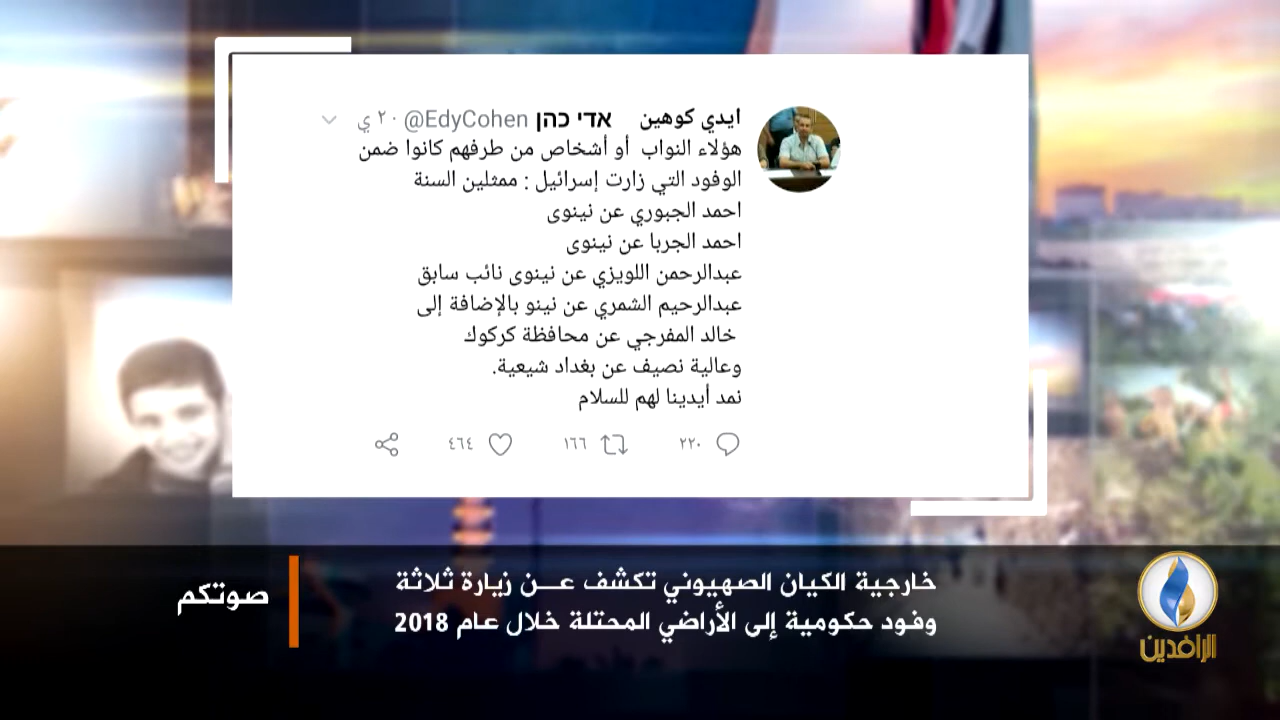 ايدي كوهين אדי כהן @EdyCohen ٢٠ ي
هؤلاء النواب أو أشخاص من طرفهم كانوا ضمن
الوفود التي زارت إسرائيل : ممثلين السنة
احمد الجبوري عن نينوى
احمد الجربا عن نينوى
عبدالرحمن اللويزي عن نينوى نائب سابق
عبدالرحيم الشمري عن نينو بالإضافة إلى
خالد المفرجي عن محافظة كركوك
وعالية نصيف عن بغداد شيعية.
نمد أيدينا لهم للسلام
٢٢٠ ١٦٦ ٤٦٤
خارجية الكيان الصهيوني تكشف عن زيارة ثلاثة
وفود حكومية إلى الأراضي المحتلة خلال عام 2018
صوتكم
الرافدين